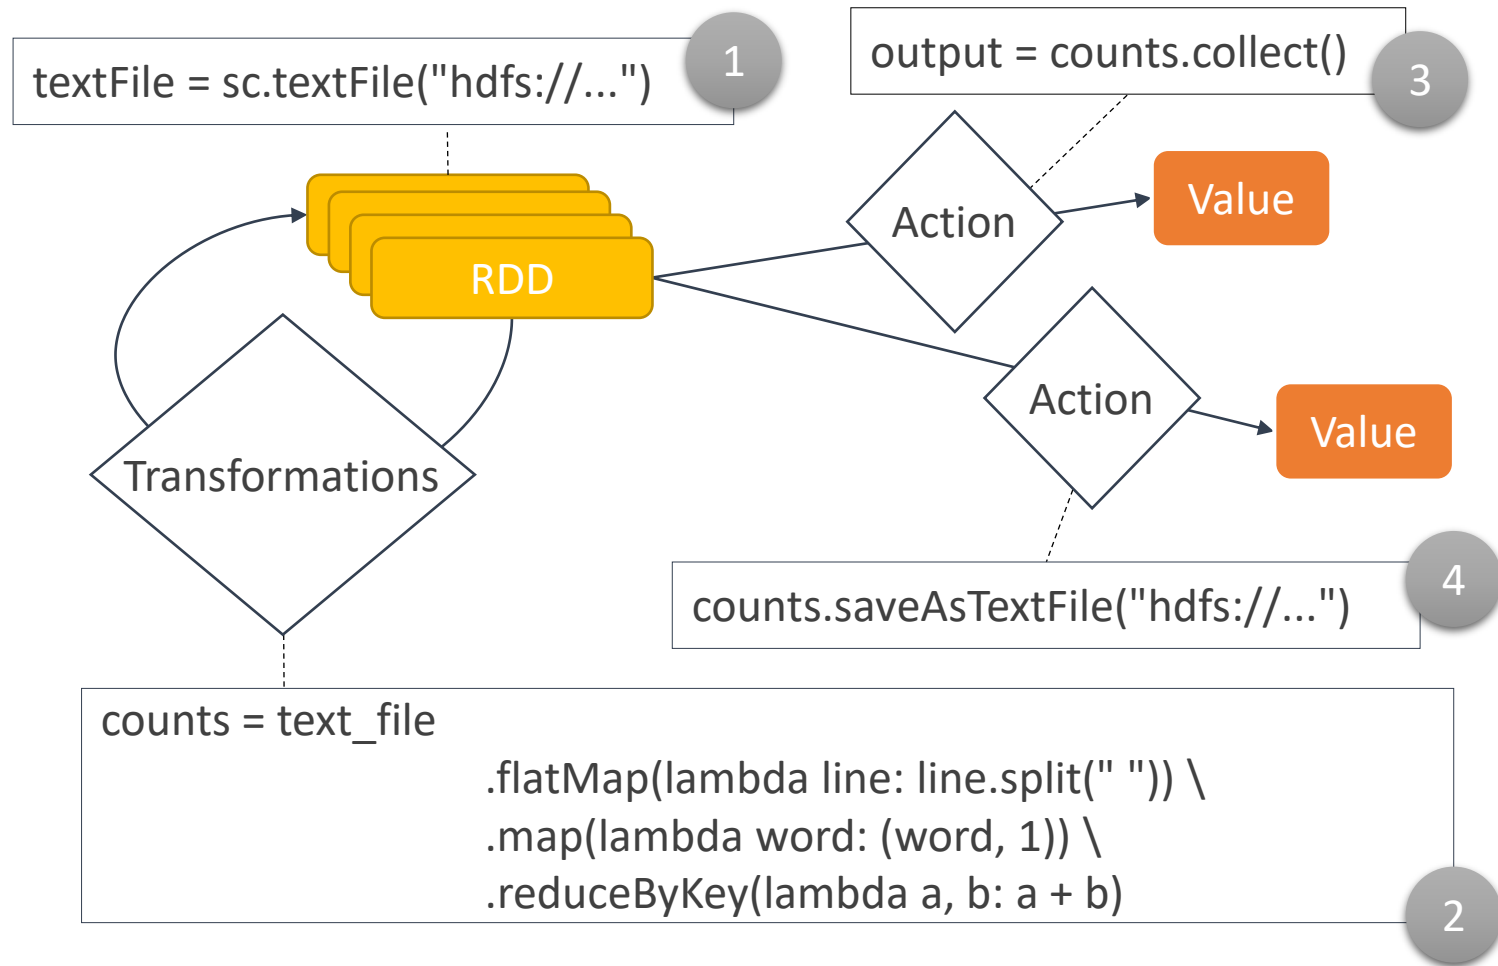 textFile = sc.textFile("hdfs://...")
1
output = counts.collect()
3
RDD
Action
Value
Action
Value
Transformations
counts.saveAsTextFile("hdfs://...")
4
counts = text_file
.flatMap(lambda line: line.split(" ")) \
.map(lambda word: (word, 1)) \
.reduceByKey(lambda a, b: a + b)
2